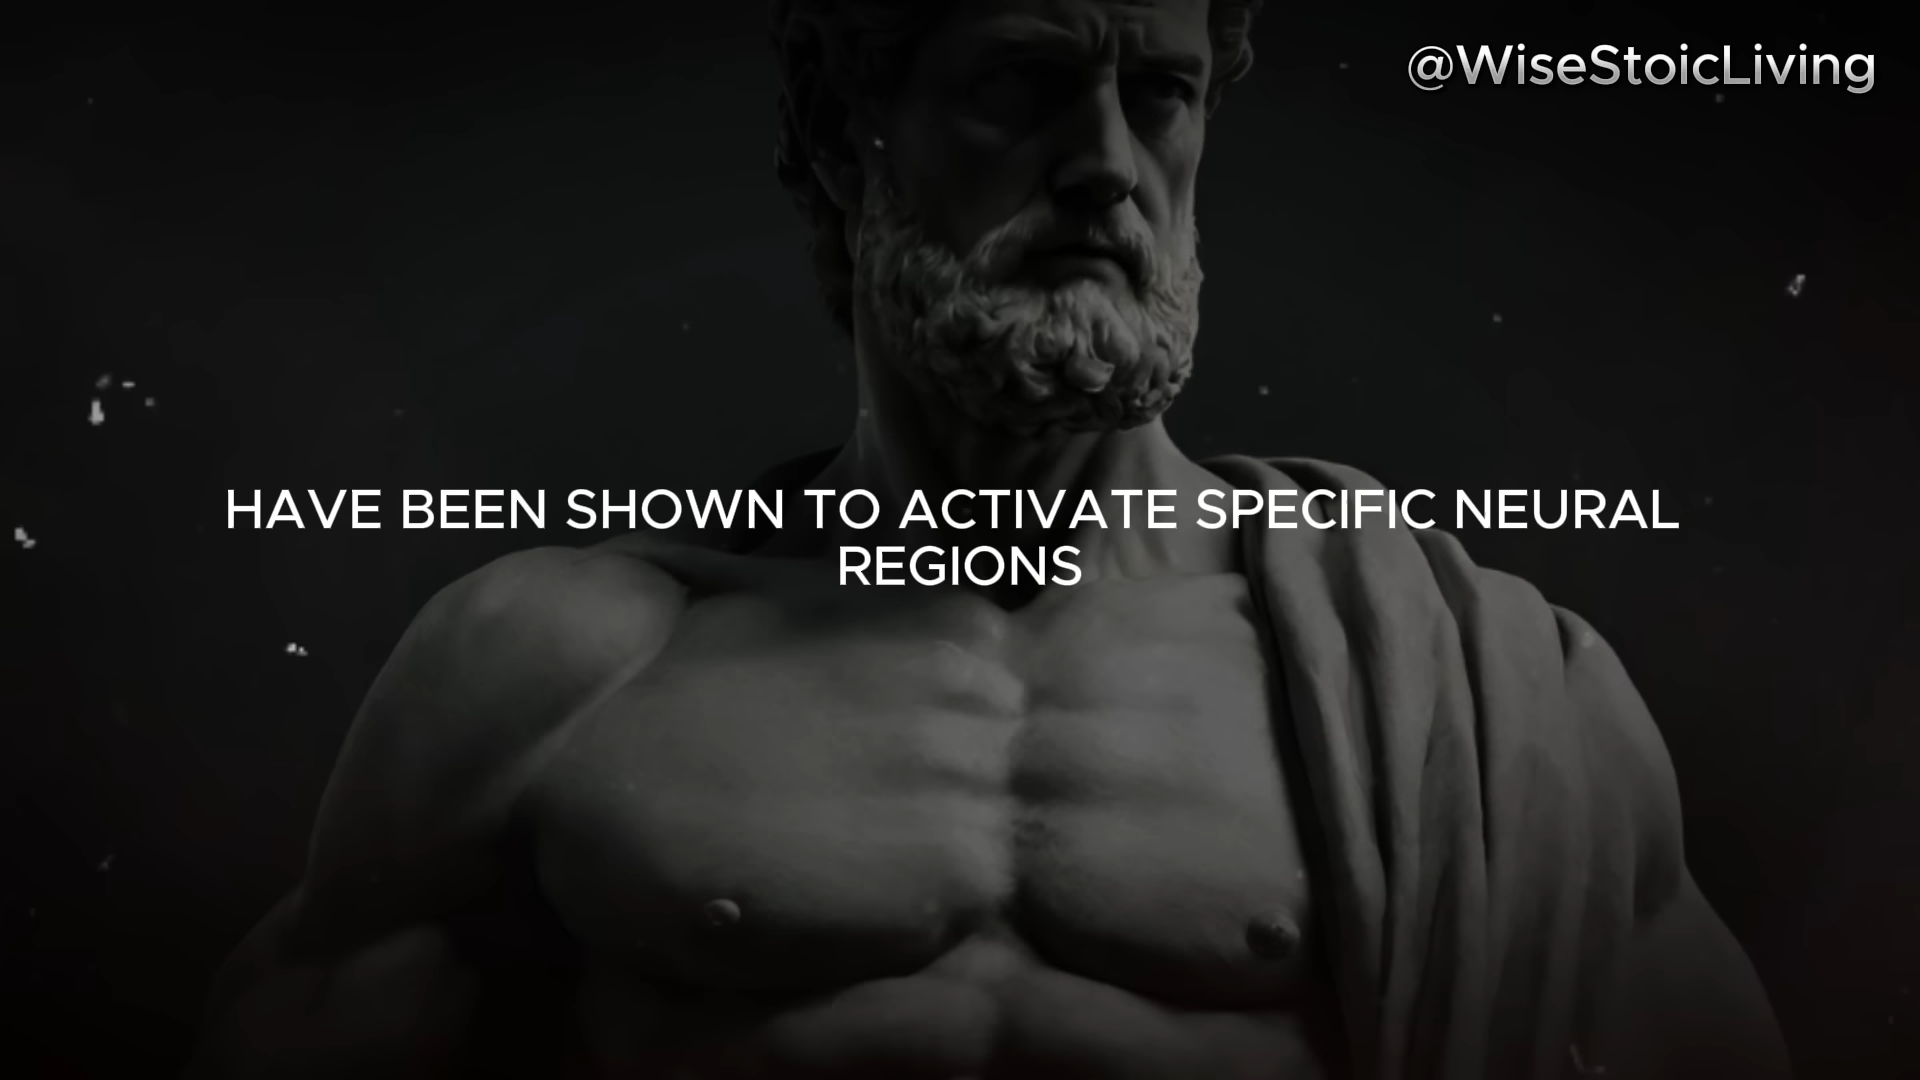 @WiseStoicLiving
HAVE BEEN SHOWN TO ACTIVATE SPECIFIC NEURAL
REGIONS